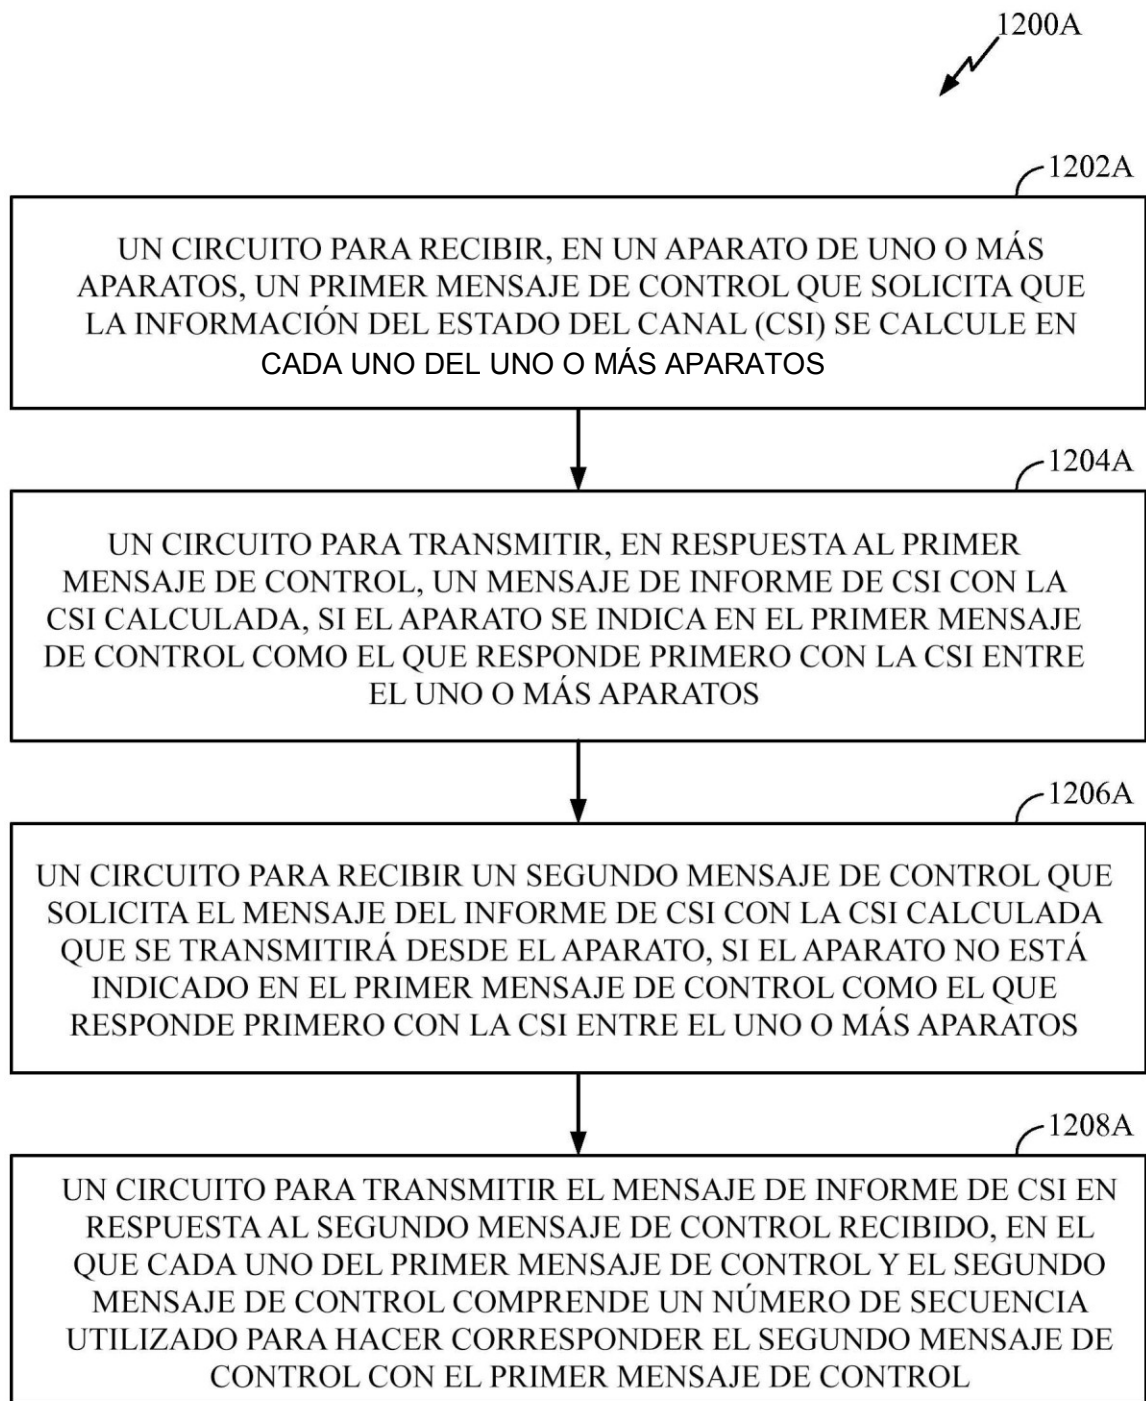 1200A
1202A
UN CIRCUITO PARA RECIBIR, EN UN APARATO DE UNO O MÁS
APARATOS, UN PRIMER MENSAJE DE CONTROL QUE SOLICITA QUE
LA INFORMACIÓN DEL ESTADO DEL CANAL (CSI) SE CALCULE EN
CADA UNO DEL UNO O MÁS APARATOS
1204A
UN CIRCUITO PARA TRANSMITIR, EN RESPUESTA AL PRIMER
MENSAJE DE CONTROL, UN MENSAJE DE INFORME DE CSI CON LA
CSI CALCULADA, SI EL APARATO SE INDICA EN EL PRIMER MENSAJE
DE CONTROL COMO EL QUE RESPONDE PRIMERO CON LA CSI ENTRE
EL UNO O MÁS APARATOS
1206A
UN CIRCUITO PARA RECIBIR UN SEGUNDO MENSAJE DE CONTROL QUE
SOLICITA EL MENSAJE DEL INFORME DE CSI CON LA CSI CALCULADA
QUE SE TRANSMITIRÁ DESDE EL APARATO, SI EL APARATO NO ESTÁ
INDICADO EN EL PRIMER MENSAJE DE CONTROL COMO EL QUE
RESPONDE PRIMERO CON LA CSI ENTRE EL UNO O MÁS APARATOS
1208A
UN CIRCUITO PARA TRANSMITIR EL MENSAJE DE INFORME DE CSI EN
RESPUESTA AL SEGUNDO MENSAJE DE CONTROL RECIBIDO, EN EL
QUE CADA UNO DEL PRIMER MENSAJE DE CONTROL Y EL SEGUNDO
MENSAJE DE CONTROL COMPRENDE UN NÚMERO DE SECUENCIA
UTILIZADO PARA HACER CORRESPONDER EL SEGUNDO MENSAJE DE
CONTROL CON EL PRIMER MENSAJE DE CONTROL